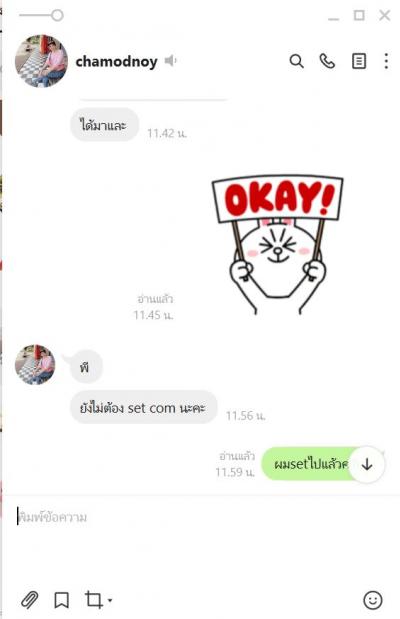 chamodnoy
ได้มาและ
11.42 น.
OKAY!
อ่านแล้ว
11.45 น.
พี
ยังไม่ต้อง set com นะคะ
11.56 น.
อ่านแล้ว
11.59 น.
ผมsetไปแล้วค
พิมพ์ข้อความ